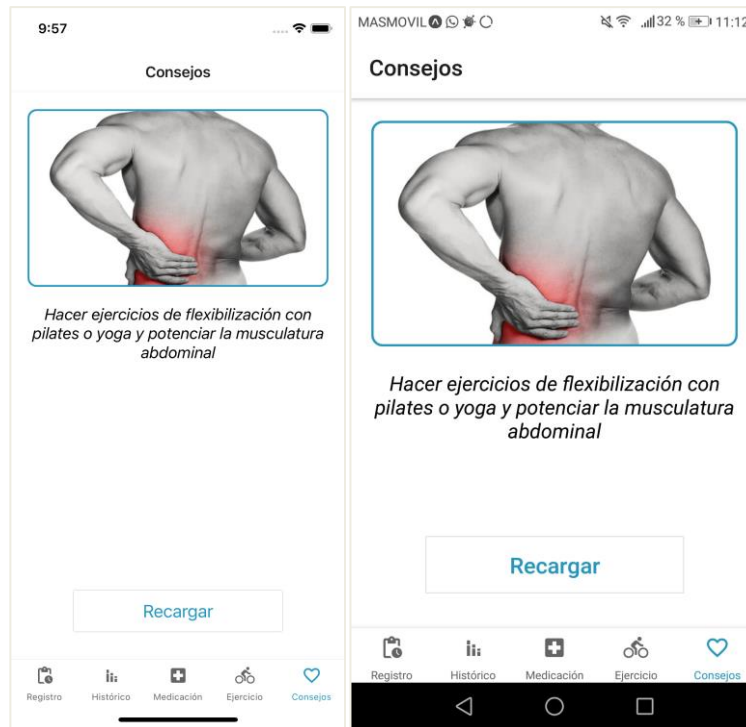 9:57
Consejos
Hacer ejercicios de flexibilización con
pilates o yoga y potenciar la musculatura
abdominal
Recargar
Registro Histórico Medicación Ejercicio Consejos
MASMOVIL 32 % 11:12
Consejos
Hacer ejercicios de flexibilización con
pilates o yoga y potenciar la musculatura
abdominal
Recargar
Registro Histórico Medicación Ejercicio Consejos